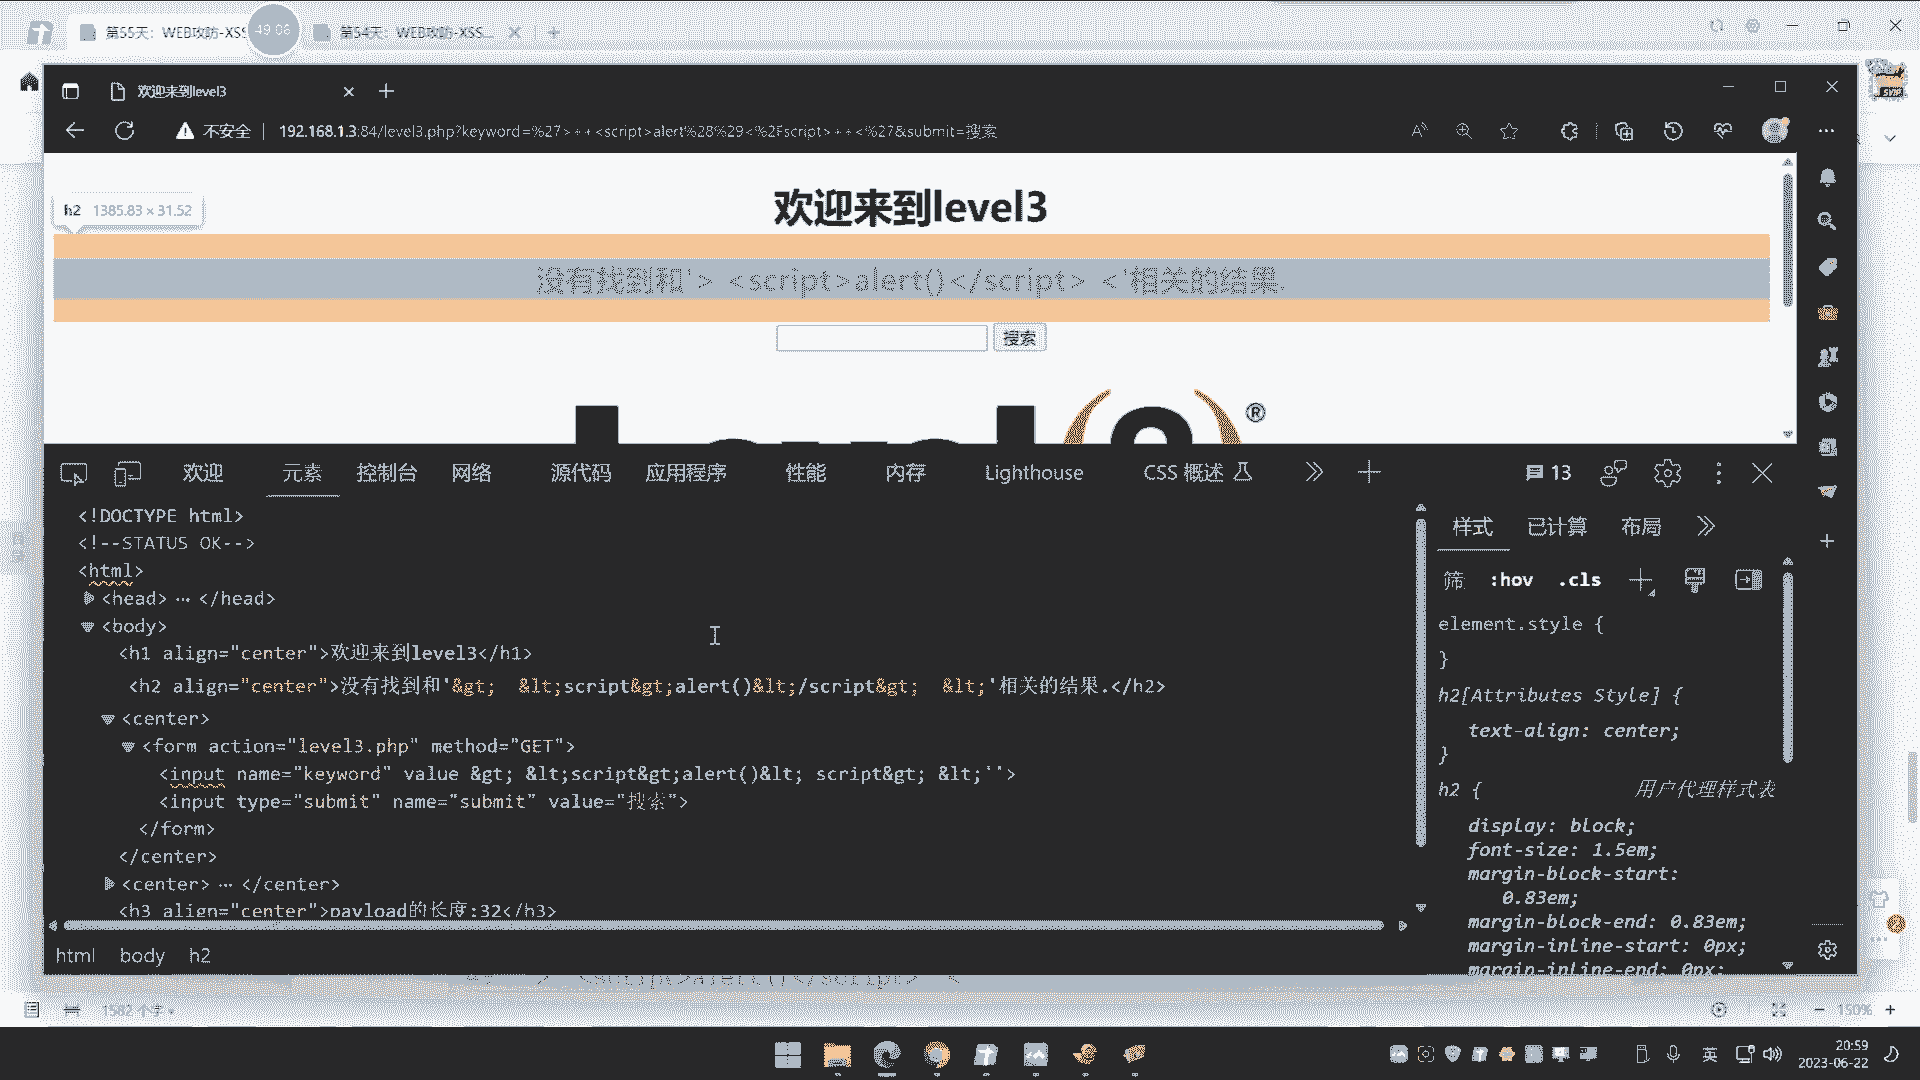 第55天：WEB攻防-XSS
49:06
第54天：WEB攻防-XSS...
欢迎来到level3
不安全
192.168.1.3:84/level3.php?keyword=%27>++<script>alert%28%29<%2Fscript>++<%27&submit=搜索
h2 1385.83 × 31.52
欢迎来到level3
没有找到和'> <script>alert()</script> <'相关的结果.
搜索
®
欢迎 元素 控制台 网络 源代码 应用程序 性能 内存 Lighthouse CSS 概述 13
<!DOCTYPE html>
<!--STATUS OK-->
<html>
<head> ⋯ </head>
<body>
<h1 align="center">欢迎来到level3</h1>
<h2 align="center">没有找到和'&gt;  &lt;script&gt;alert()&lt;/script&gt;  &lt;'相关的结果.</h2>
<center>
<form action="level3.php" method="GET">
<input name="keyword" value &gt; &lt;script&gt;alert()&lt; script&gt; &lt;''>
<input type="submit" name="submit" value="搜索">
</form>
</center>
<center> ⋯ </center>
<h3 align="center">payload的长度:32</h3>
html body h2
样式 已计算 布局
筛 :hov .cls
element.style {
}
h2[Attributes Style] {
text-align: center;
}
h2 { 用户代理样式表
display: block;
font-size: 1.5em;
margin-block-start:
0.83em;
margin-block-end: 0.83em;
margin-inline-start: 0px;
margin-inline-end: 0px;
<script>alert()</script> <
1582 个字
150%
英
20:59
2023-06-22